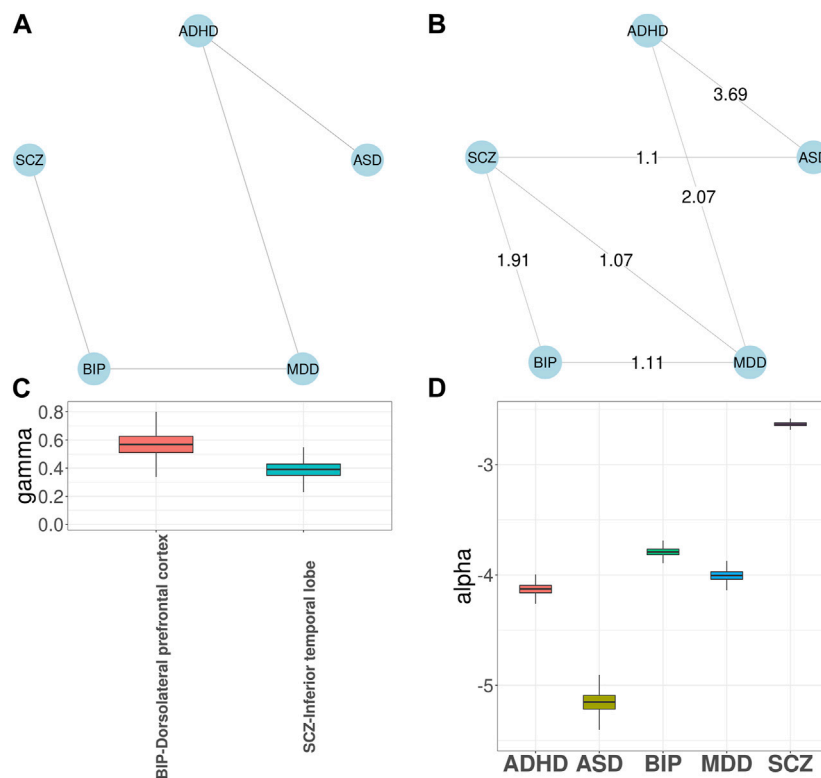 A
ADHD
SCZ
ASD
BIP
MDD
B
ADHD
3.69
SCZ
1.1
ASD
2.07
1.91
1.07
BIP
1.11
MDD
C
gamma
0.8
0.6
0.4
0.2
0.0
BIP-Dorsolateral prefrontal cortex
SCZ-Inferior temporal lobe
D
alpha
-3
-4
-5
ADHD ASD BIP MDD SCZ